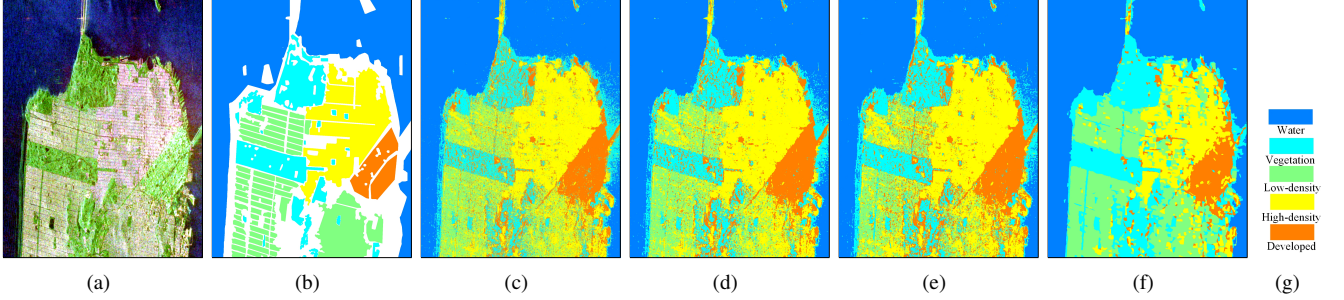 Water
Vegetation
Low-density
High-density
Developed
(a) (b) (c) (d) (e) (f) (g)